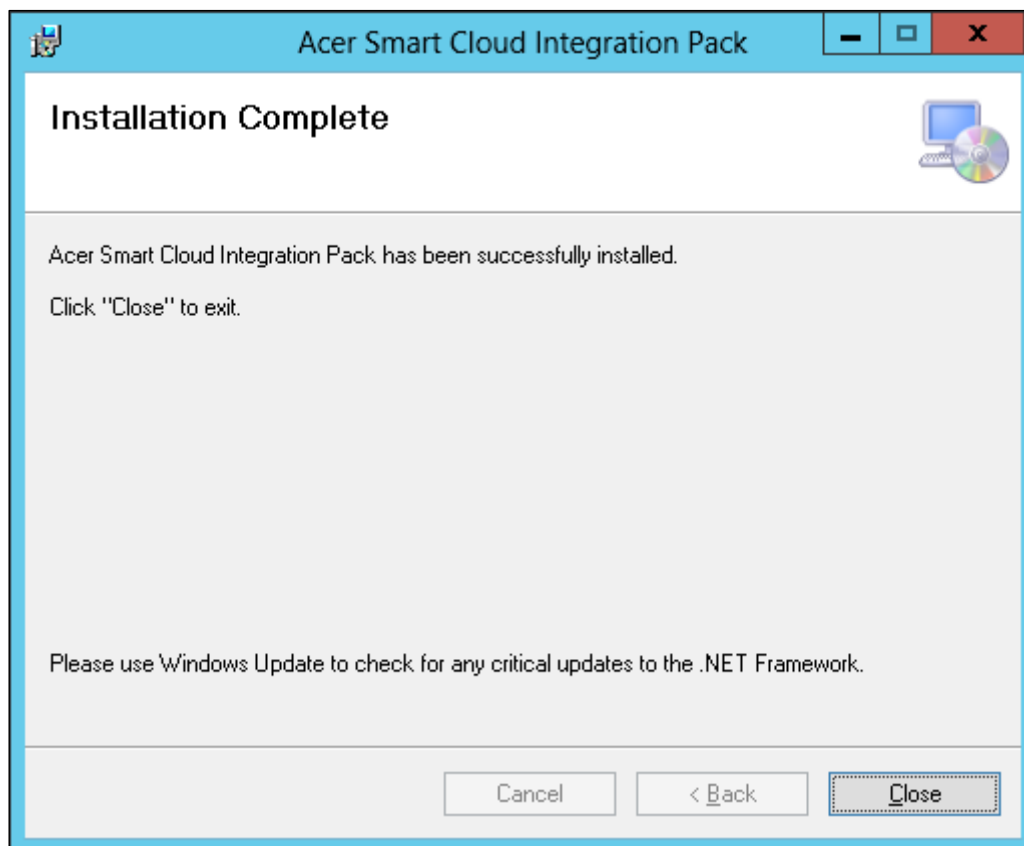 Acer Smart Cloud Integration Pack
Installation Complete
Acer Smart Cloud Integration Pack has been successfully installed.
Click "Close" to exit.
Please use Windows Update to check for any critical updates to the .NET Framework.
Cancel
< Back
Close